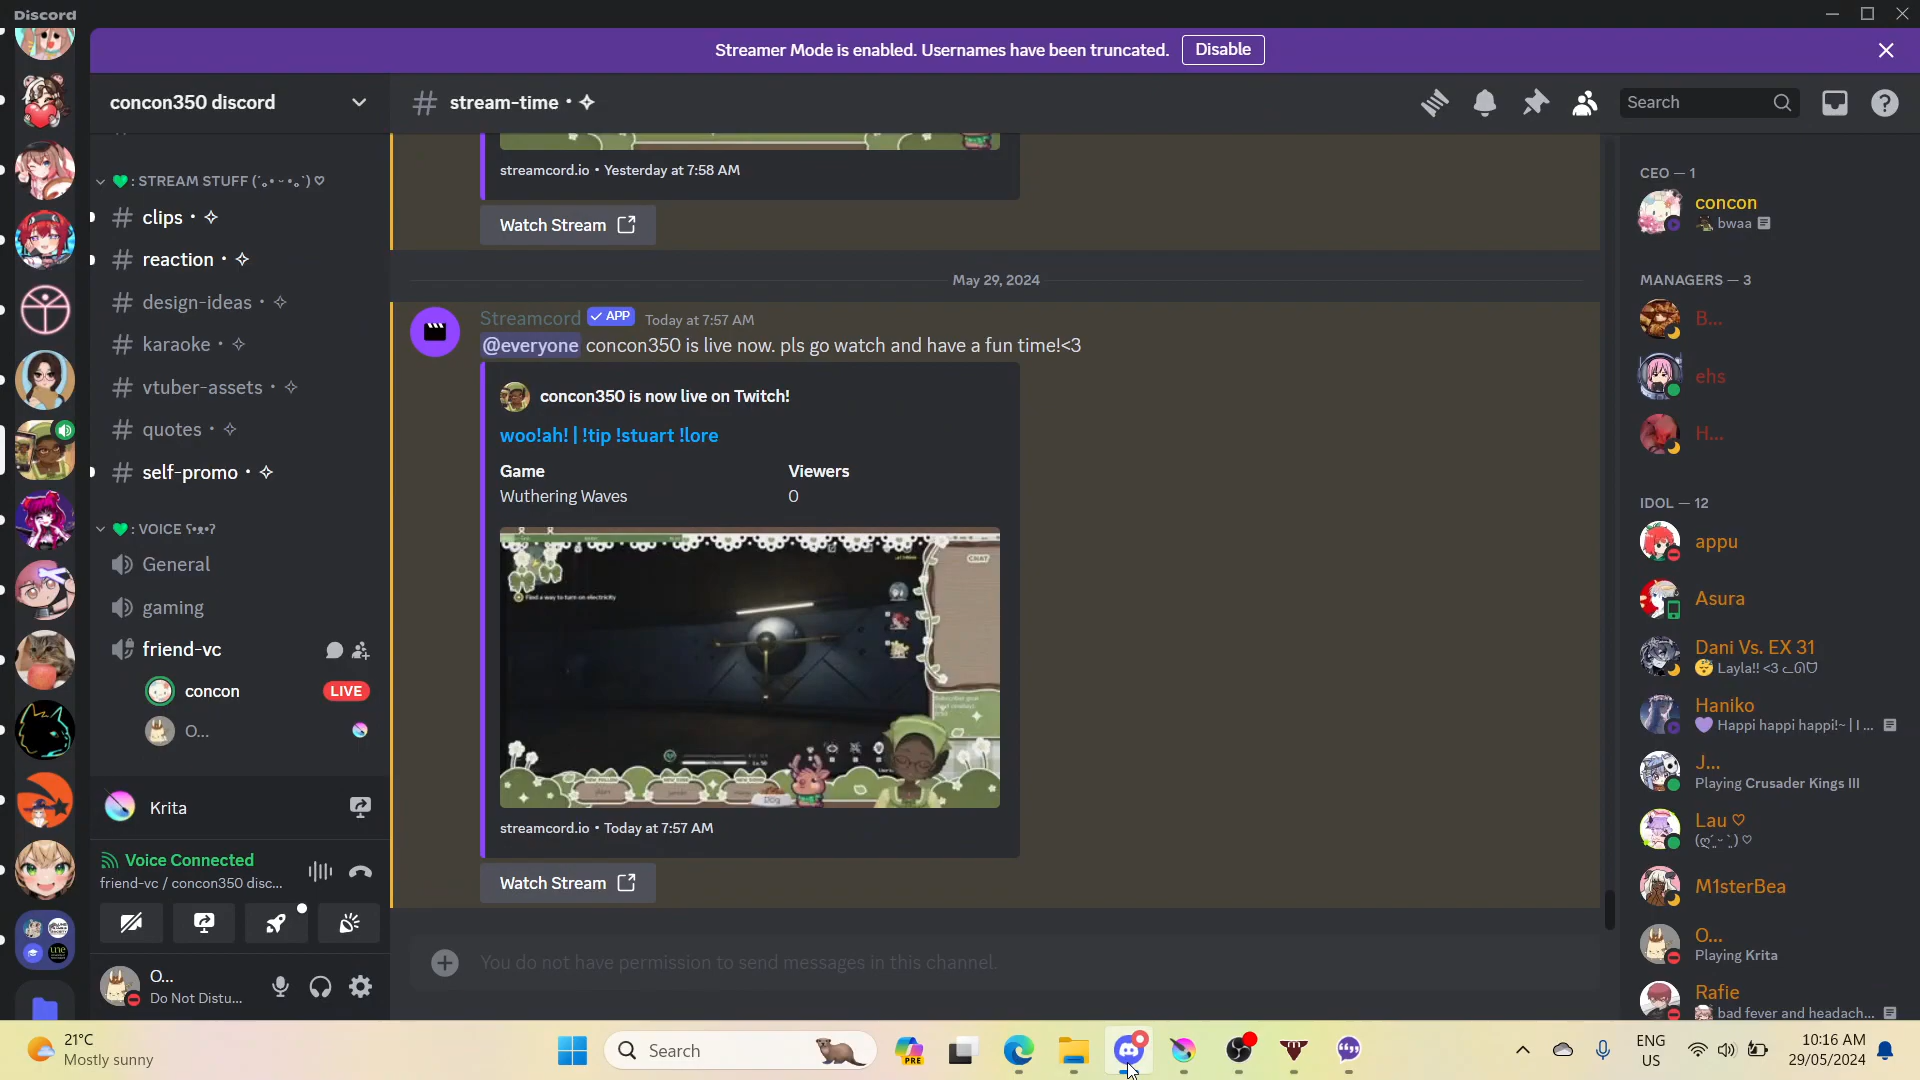 Discord
Streamer Mode is enabled. Usernames have been truncated. Disable
concon350 discord
# stream-time · ✧
Search
💚: STREAM STUFF
# clips · ✧
# reaction · ✧
# design-ideas · ✧
# karaoke · ✧
# vtuber-assets · ✧
# quotes · ✧
# self-promo · ✧
💚: VOICE
General
gaming
friend-vc
concon LIVE
O...
Krita
Voice Connected
friend-vc / concon350 disc...
O...
Do Not Distu...
streamcord.io • Yesterday at 7:58 AM
Watch Stream
May 29, 2024
Streamcord ✓ APP Today at 7:57 AM
@everyone concon350 is live now. pls go watch and have a fun time!<3
concon350 is now live on Twitch!
woo!ah! | !tip !stuart !lore
Game Viewers
Wuthering Waves 0
CHAT
Find a way to turn on electricity
streamcord.io • Today at 7:57 AM
Watch Stream
You do not have permission to send messages in this channel.
CEO — 1
concon
bwaa
MANAGERS — 3
B...
ehs
H...
IDOL — 12
appu
Asura
Dani Vs. EX 31
Layla!! <3
Haniko
Happi happi happi!~ | I ...
J...
Playing Crusader Kings III
Lau ♡
M1sterBea
O...
Playing Krita
Rafie
bad fever and headach...
21°C
Mostly sunny
Search
PRE
ENG
US
10:16 AM
29/05/2024